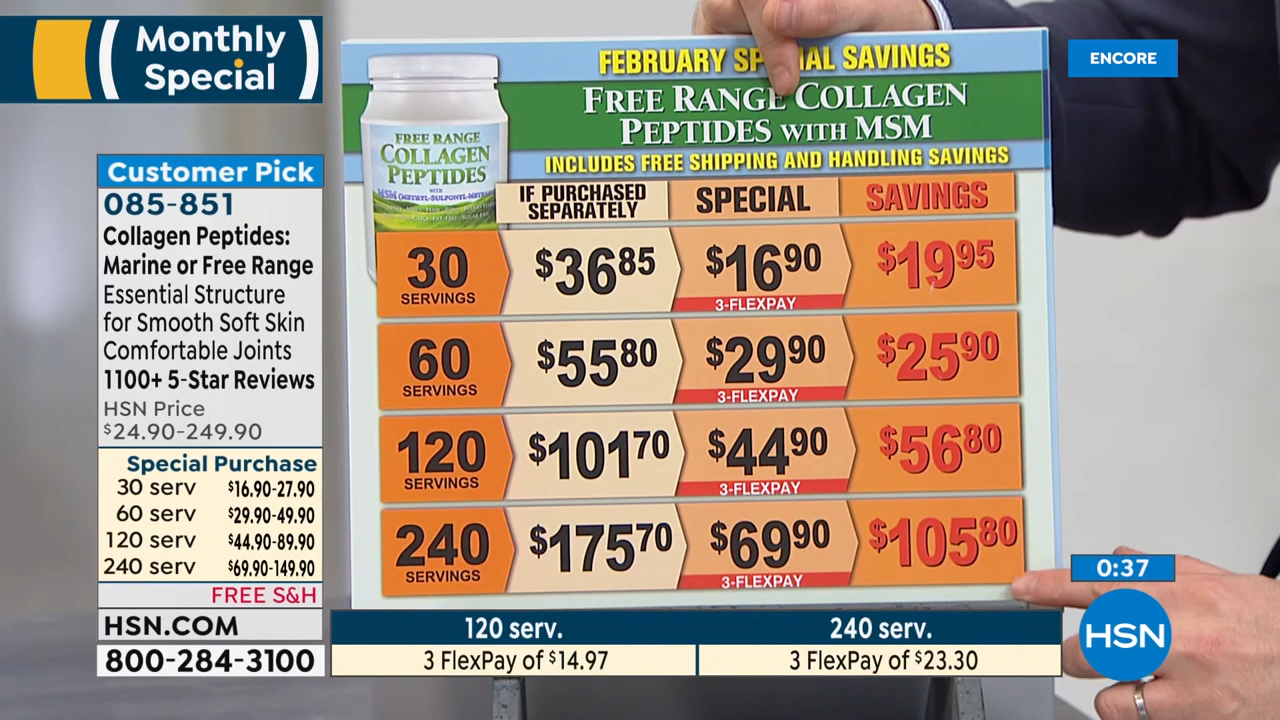 Monthly
Special
ENCORE
Customer Pick
085-851
Collagen Peptides:
Marine or Free Range
Essential Structure
for Smooth Soft Skin
Comfortable Joints
1100+ 5-Star Reviews
HSN Price
$24.90-249.90
Special Purchase
30 serv $16.90-27.90
60 serv $29.90-49.90
120 serv $44.90-89.90
240 serv $69.90-149.90
FREE S&H
HSN.COM
800-284-3100
FEBRUARY SP IAL SAVINGS
FREE RANGE COLLAGEN
PEPTIDES WITH MSM
INCLUDES FREE SHIPPING AND HANDLING SAVINGS
FREE RANGE
COLLAGEN
PEPTIDES
WITH
MSM
IF PURCHASED
SEPARATELY
SPECIAL
SAVINGS
30
SERVINGS
$36.85
$16.90
3-FLEXPAY
$19.95
60
SERVINGS
$55.80
$29.90
3-FLEXPAY
$25.90
120
SERVINGS
$101.70
$44.90
3-FLEXPAY
$56.80
240
SERVINGS
$175.70
$69.90
3-FLEXPAY
$105.80
0:37
HSN
120 serv.
3 FlexPay of $14.97
240 serv.
3 FlexPay of $23.30